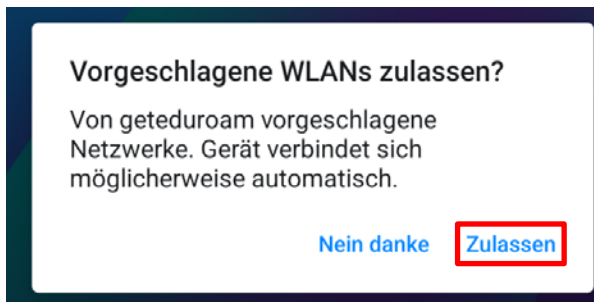 Vorgeschlagene WLANs zulassen?
Von geteduroam vorgeschlagene
Netzwerke. Gerät verbindet sich
möglicherweise automatisch.
Nein danke Zulassen